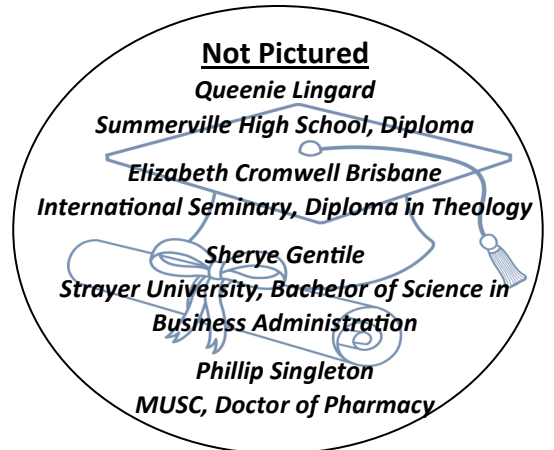 Not Pictured
Queenie Lingard
Summerville High School, Diploma
Elizabeth Cromwell Brisbane
International Seminary, Diploma in Theology
Sherye Gentile
Strayer University, Bachelor of Science in
Business Administration
Phillip Singleton
MUSC, Doctor of Pharmacy